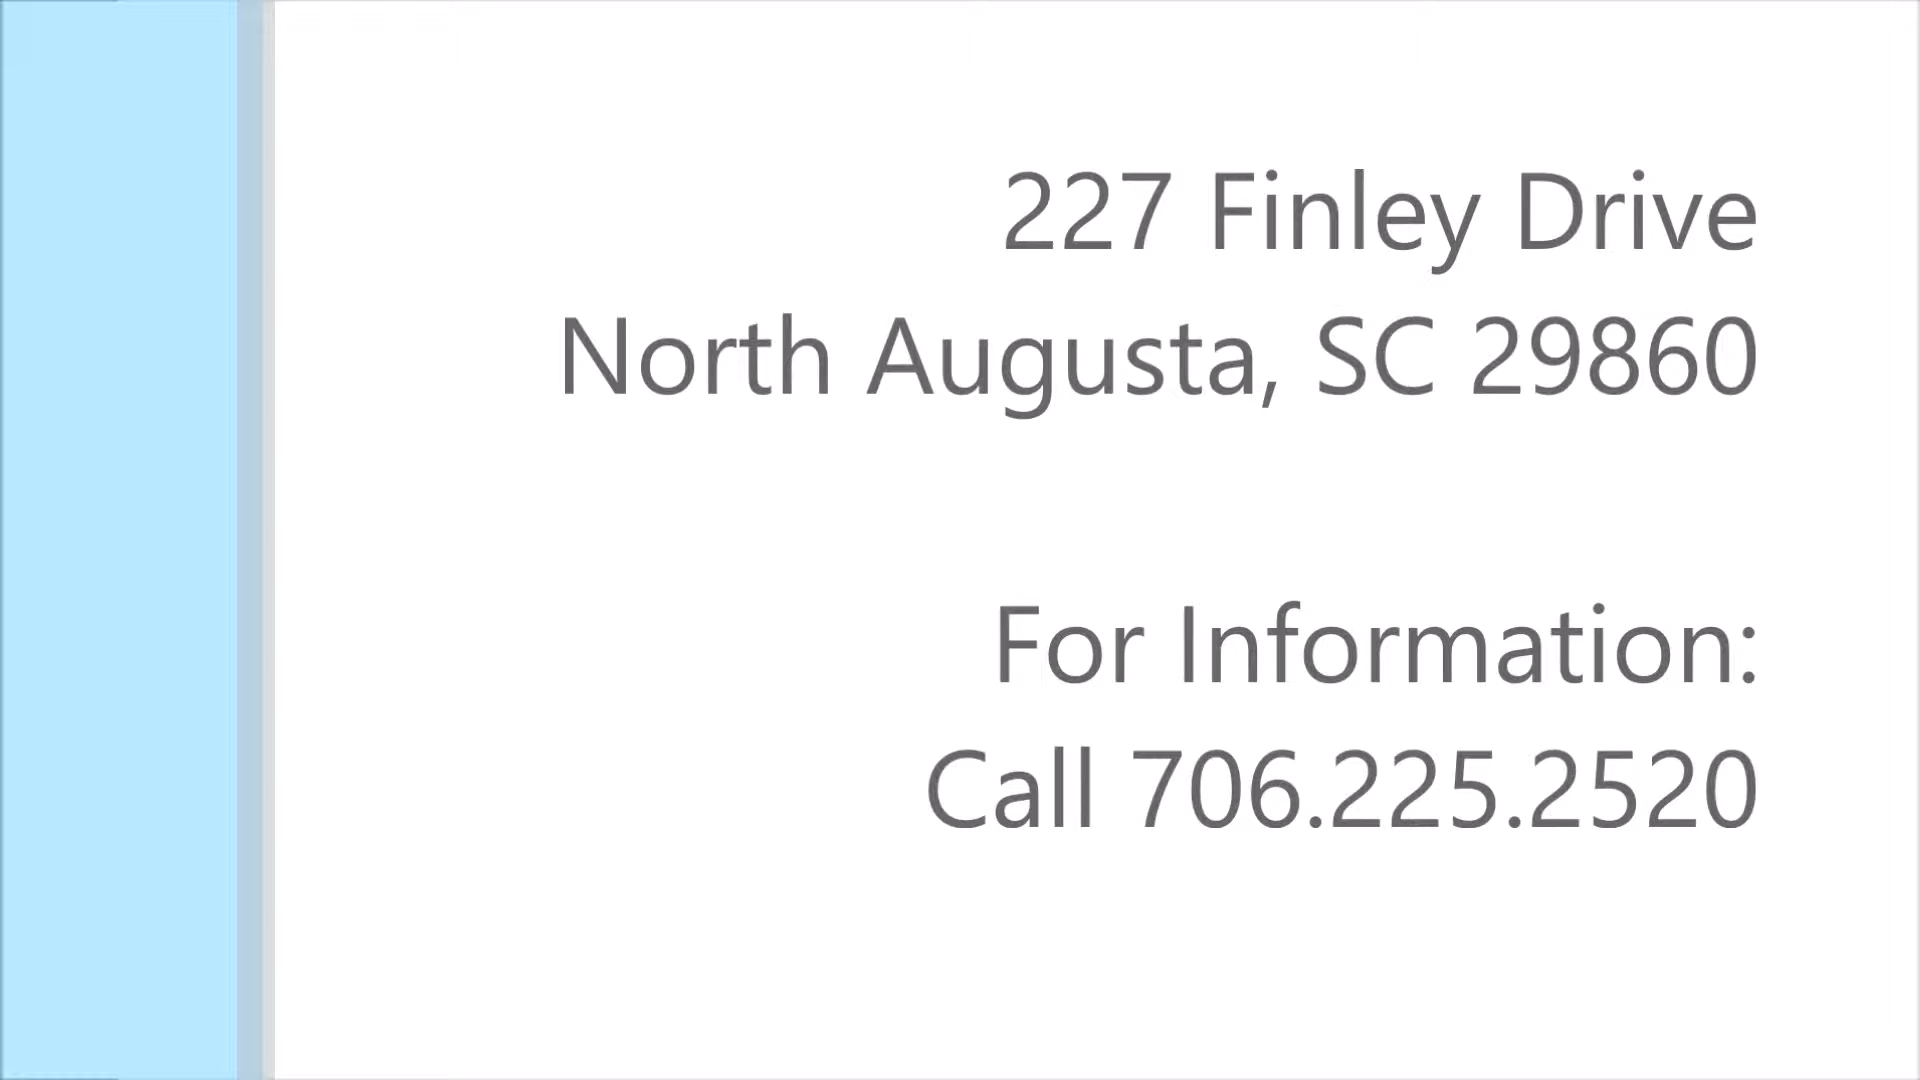 227 Finley Drive
North Augusta, SC 29860
For Information:
Call 706.225.2520